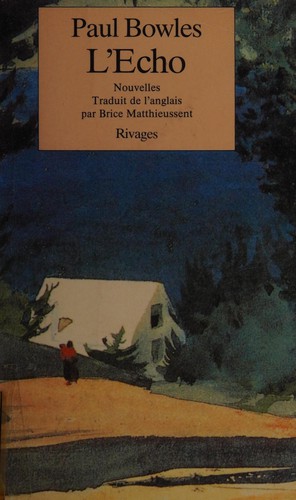 Paul Bowles
L'Echo
Nouvelles
Traduit de l'anglais
par Brice Matthieussent
Rivages